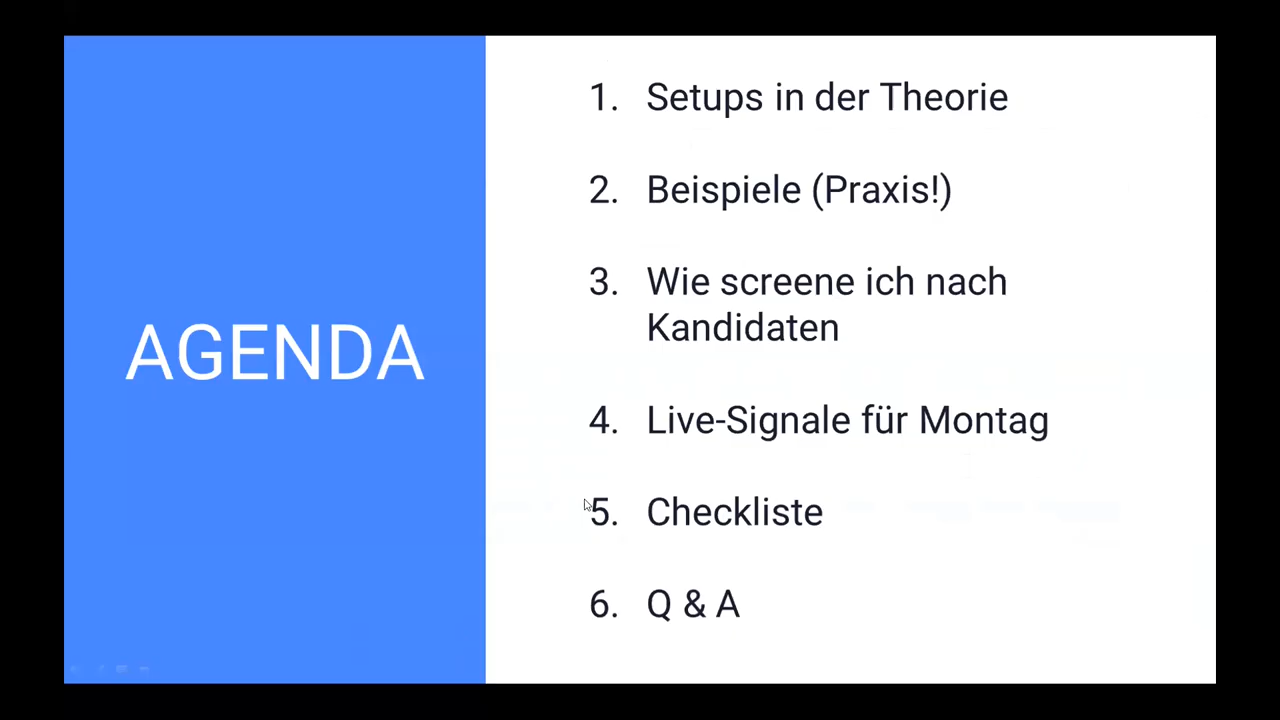 AGENDA
1. Setups in der Theorie
2. Beispiele (Praxis!)
3. Wie screene ich nach
Kandidaten
4. Live-Signale für Montag
5. Checkliste
6. Q & A